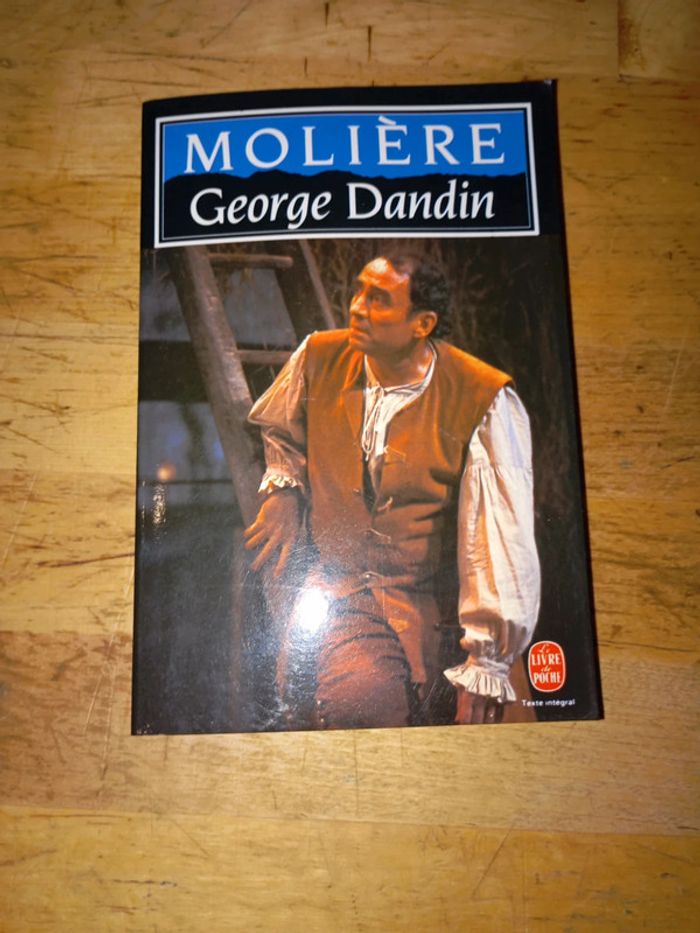 MOLIÈRE
George Dandin
Le
LIVRE
de
POCHE
Texte intégral